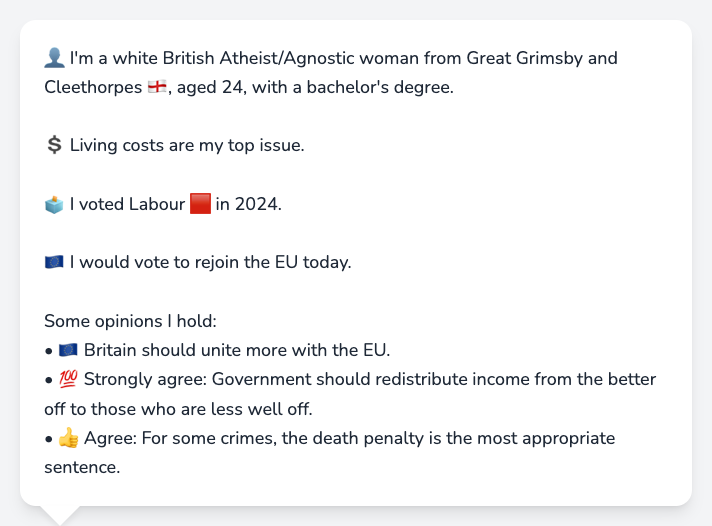 👤 I'm a white British Atheist/Agnostic woman from Great Grimsby and
Cleethorpes 🏴󠁧󠁢󠁥󠁮󠁧󠁿, aged 24, with a bachelor's degree.
💲 Living costs are my top issue.
🗳️ I voted Labour 🟥 in 2024.
🇪🇺 I would vote to rejoin the EU today.
Some opinions I hold:
• 🇪🇺 Britain should unite more with the EU.
• 💯 Strongly agree: Government should redistribute income from the better
off to those who are less well off.
• 👍 Agree: For some crimes, the death penalty is the most appropriate
sentence.